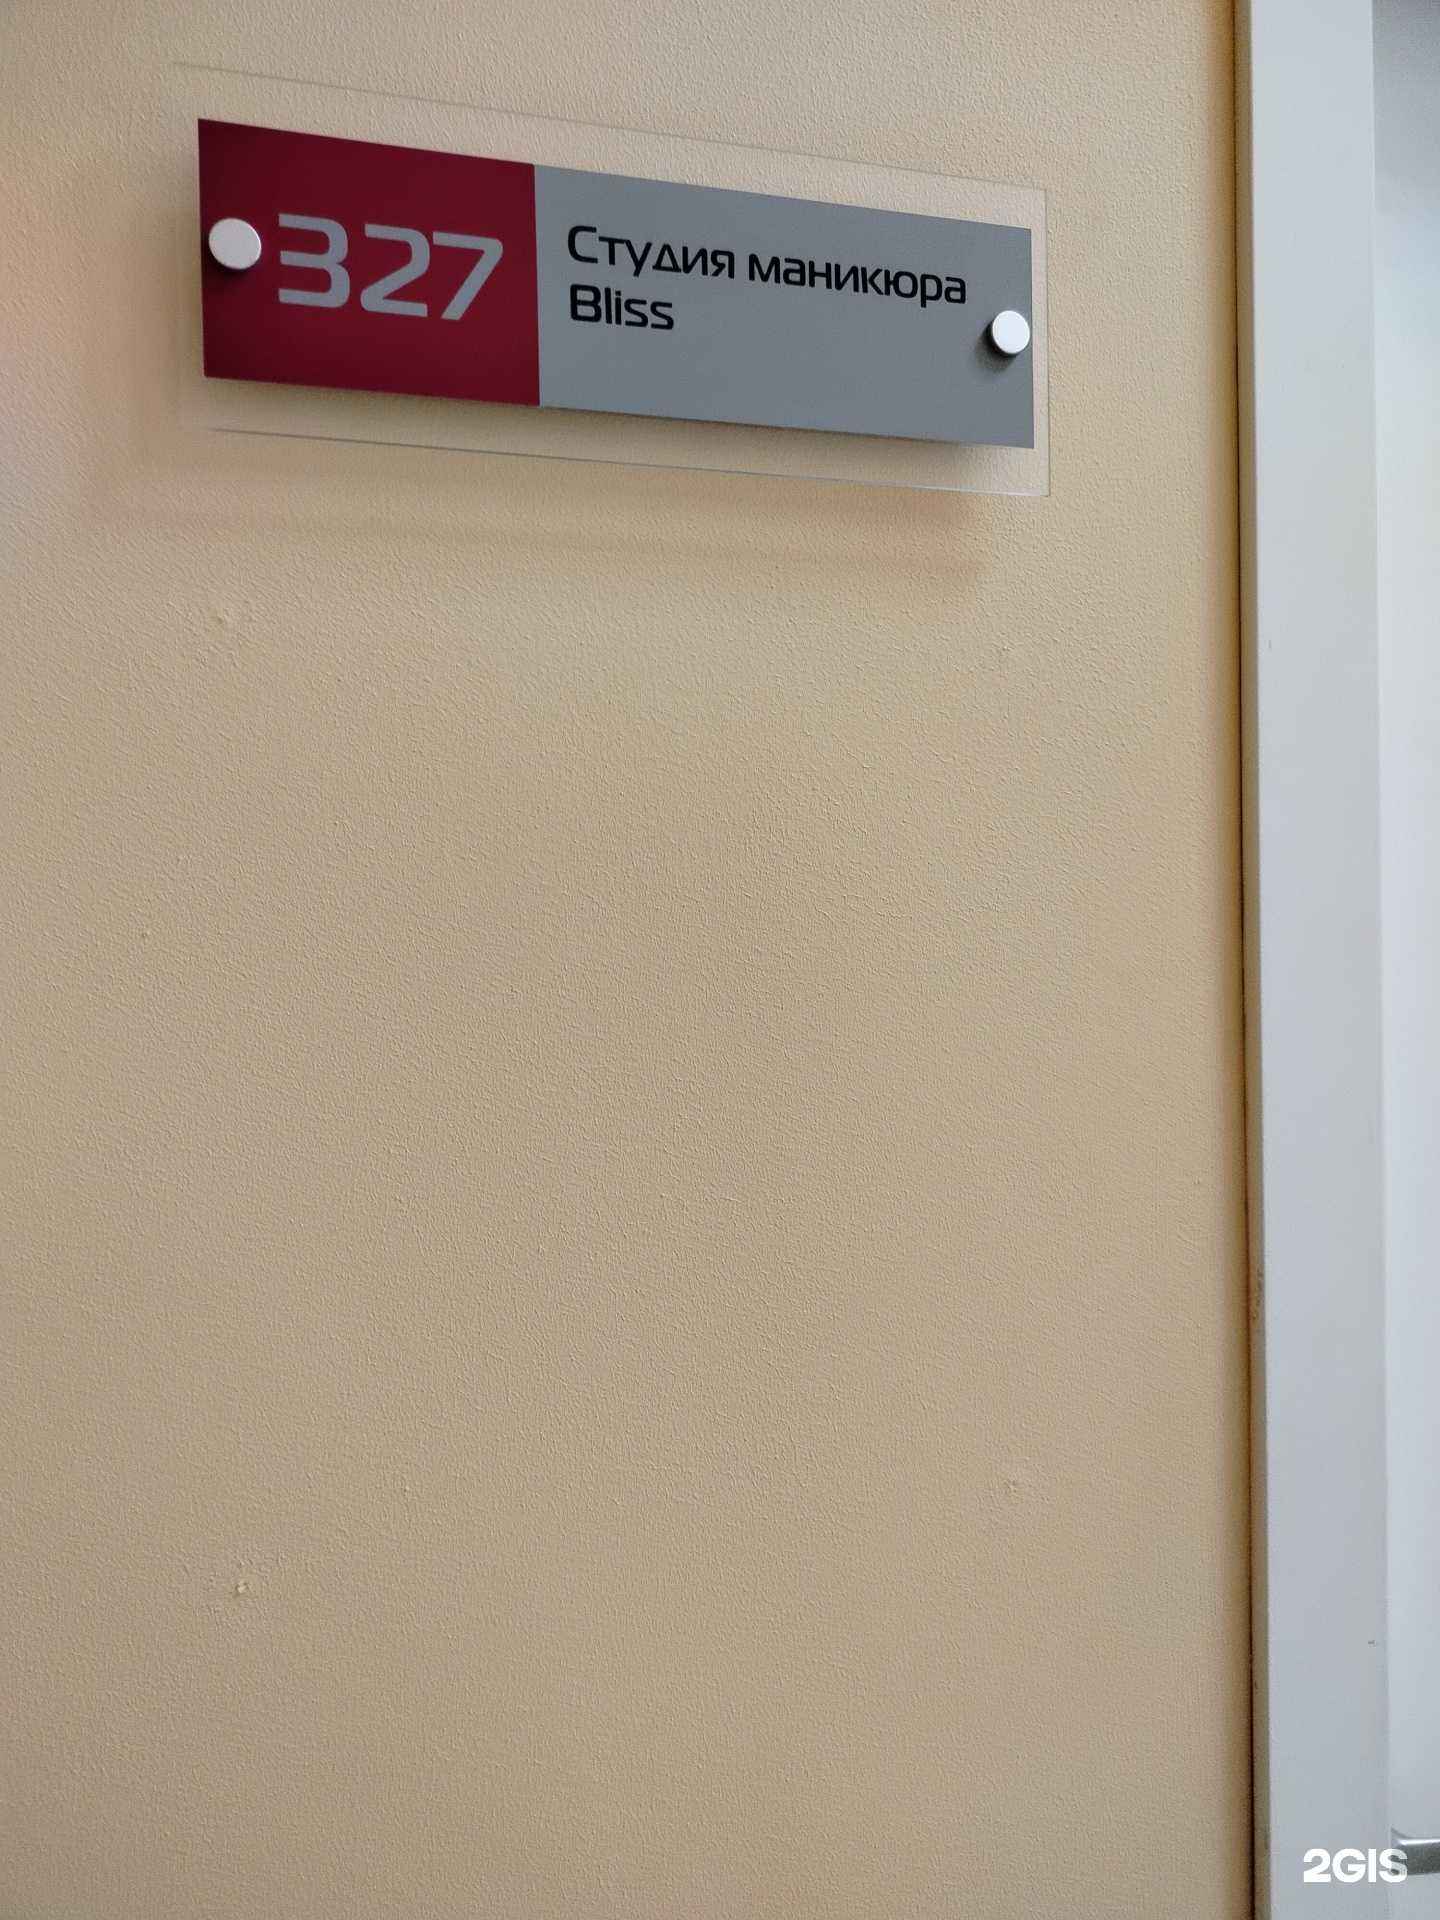 327
Студия маникюра
Bliss
2GIS